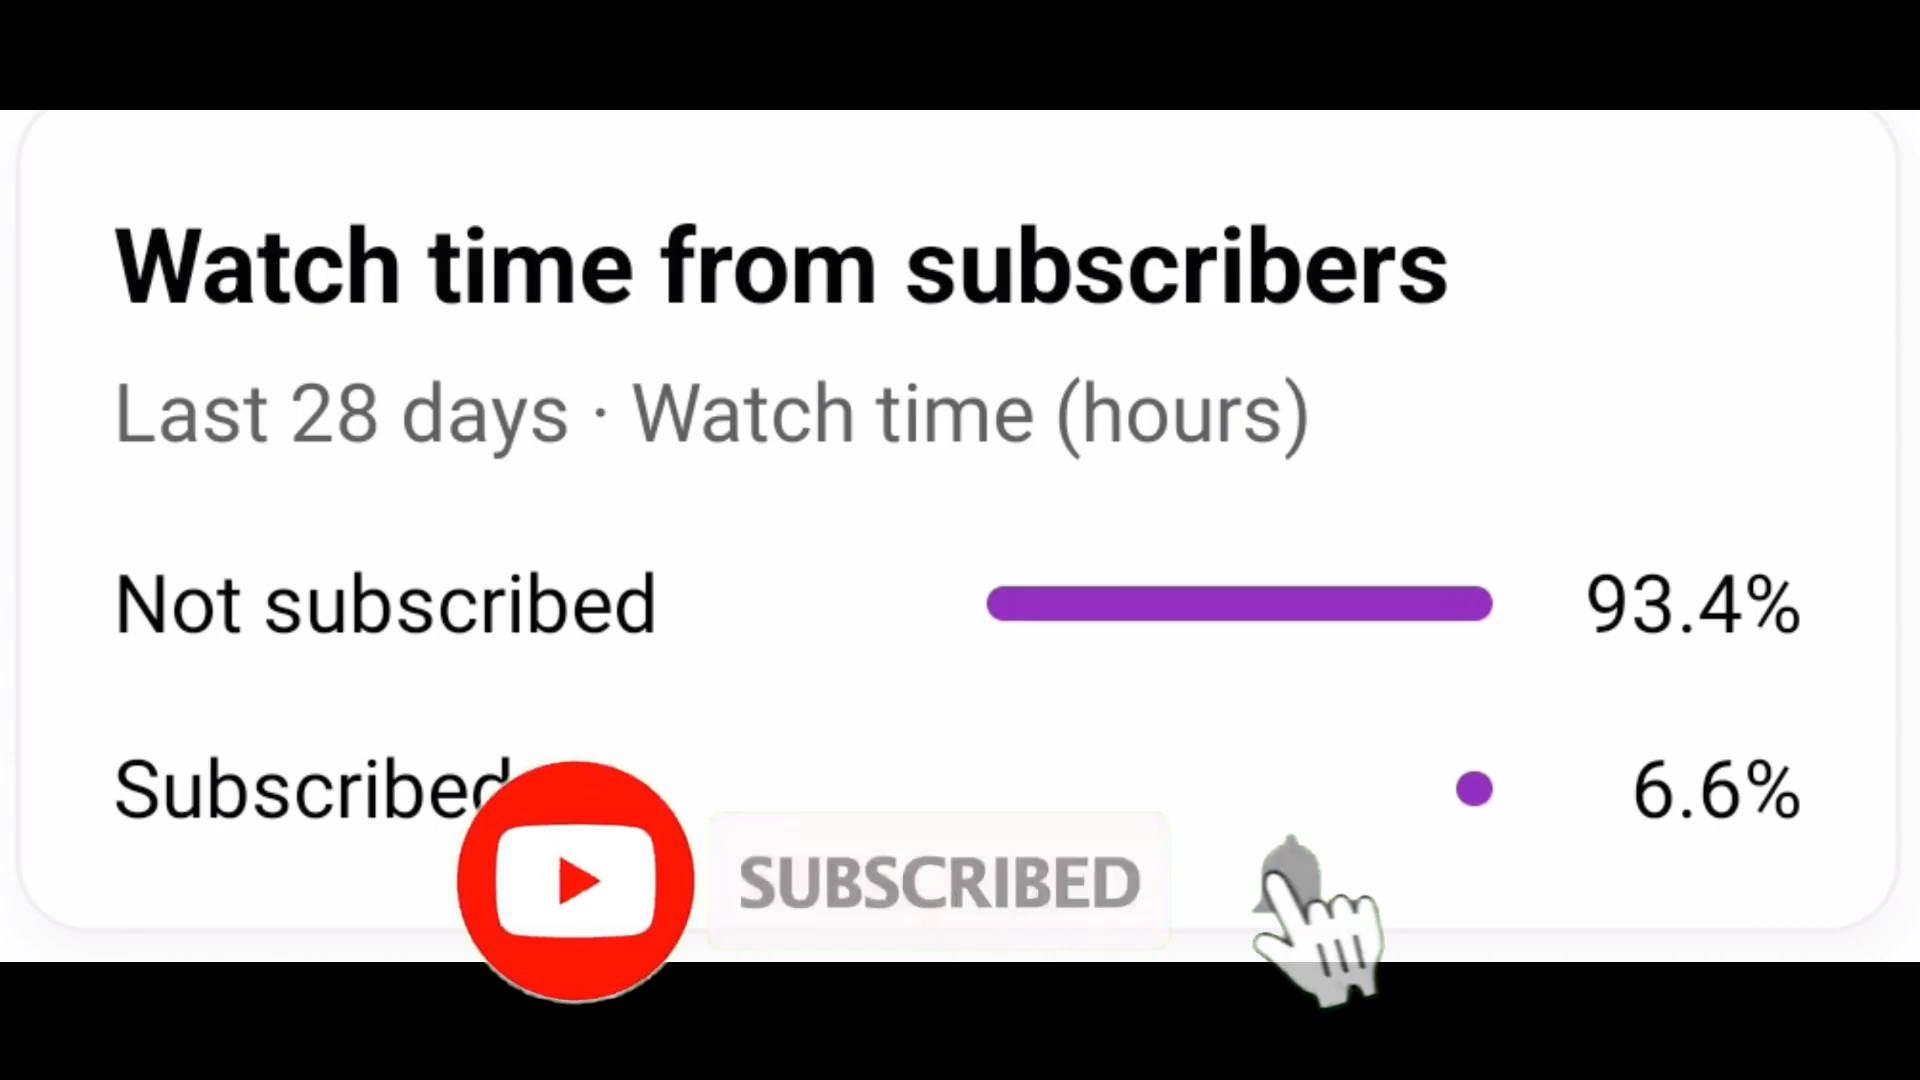 Watch time from subscribers
Last 28 days · Watch time (hours)
Not subscribed 93.4%
Subscribed 6.6%
SUBSCRIBED